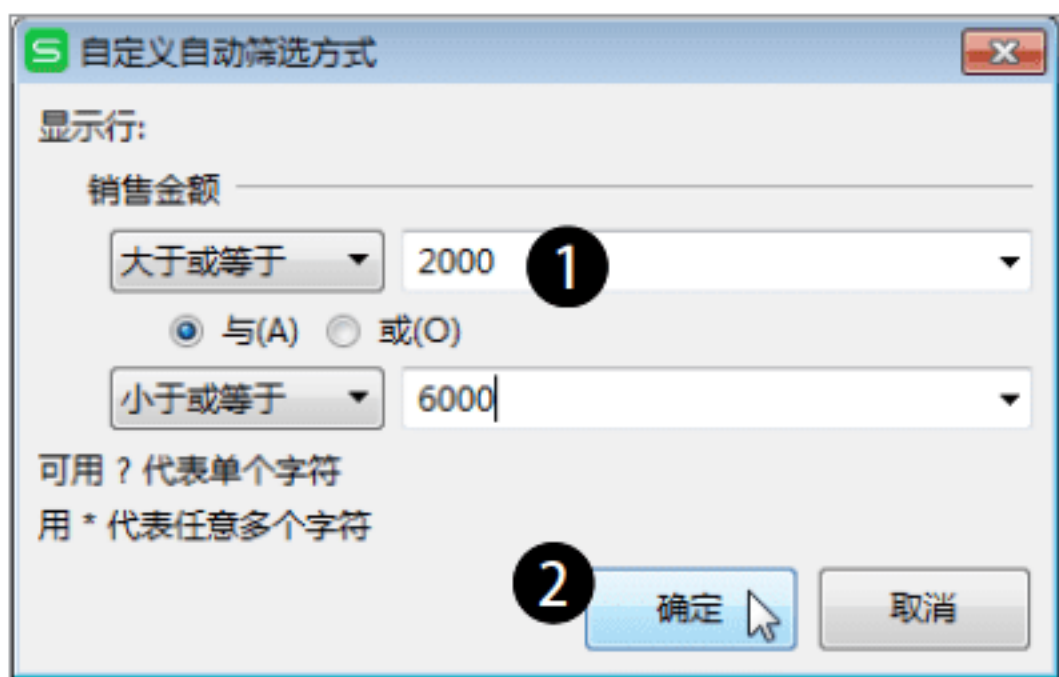 自定义自动筛选方式
显示行:
销售金额
大于或等于 2000 1
与(A) 或(O)
小于或等于 6000
可用 ? 代表单个字符
用 * 代表任意多个字符
2 确定 取消